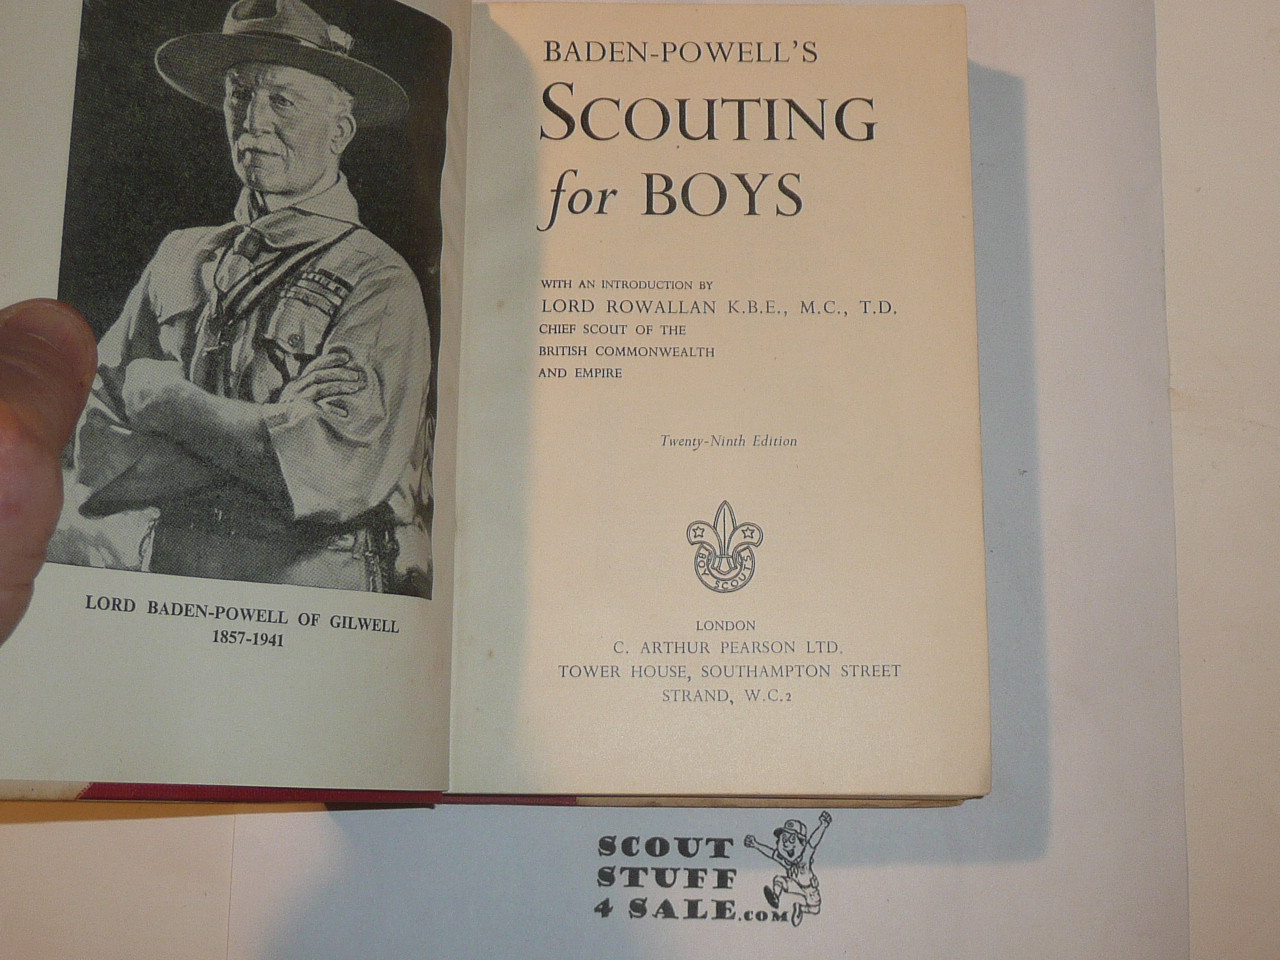 LORD BADEN-POWELL OF GILWELL
1857-1941
BADEN-POWELL'S
SCOUTING
for BOYS
WITH AN INTRODUCTION BY
LORD ROWALLAN K.B.E., M.C., T.D.
CHIEF SCOUT OF THE
BRITISH COMMONWEALTH
AND EMPIRE
Twenty-Ninth Edition
BOY SCOUTS
LONDON
C. ARTHUR PEARSON LTD.
TOWER HOUSE, SOUTHAMPTON STREET
STRAND, W.C.2
SCOUT
STUFF
4 SALE.COM